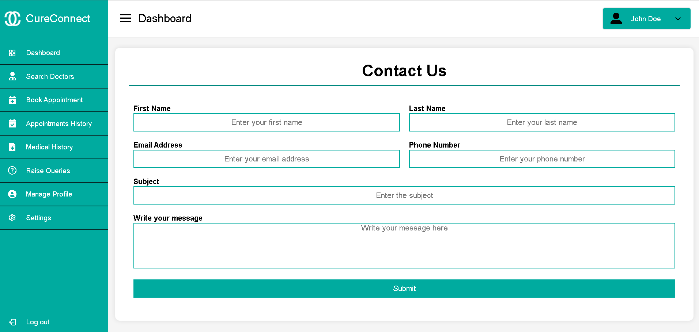 CureConnect
Dashboard
Search Doctors
Book Appointment
Appointments History
Medical History
Raise Queries
Manage Profile
Settings
Log out
Dashboard
John Doe
Contact Us
First Name
Last Name
Enter your first name
Enter your last name
Email Address
Phone Number
Enter your email address
Enter your phone number
Subject
Enter the subject
Write your message
Write your message here
Submit